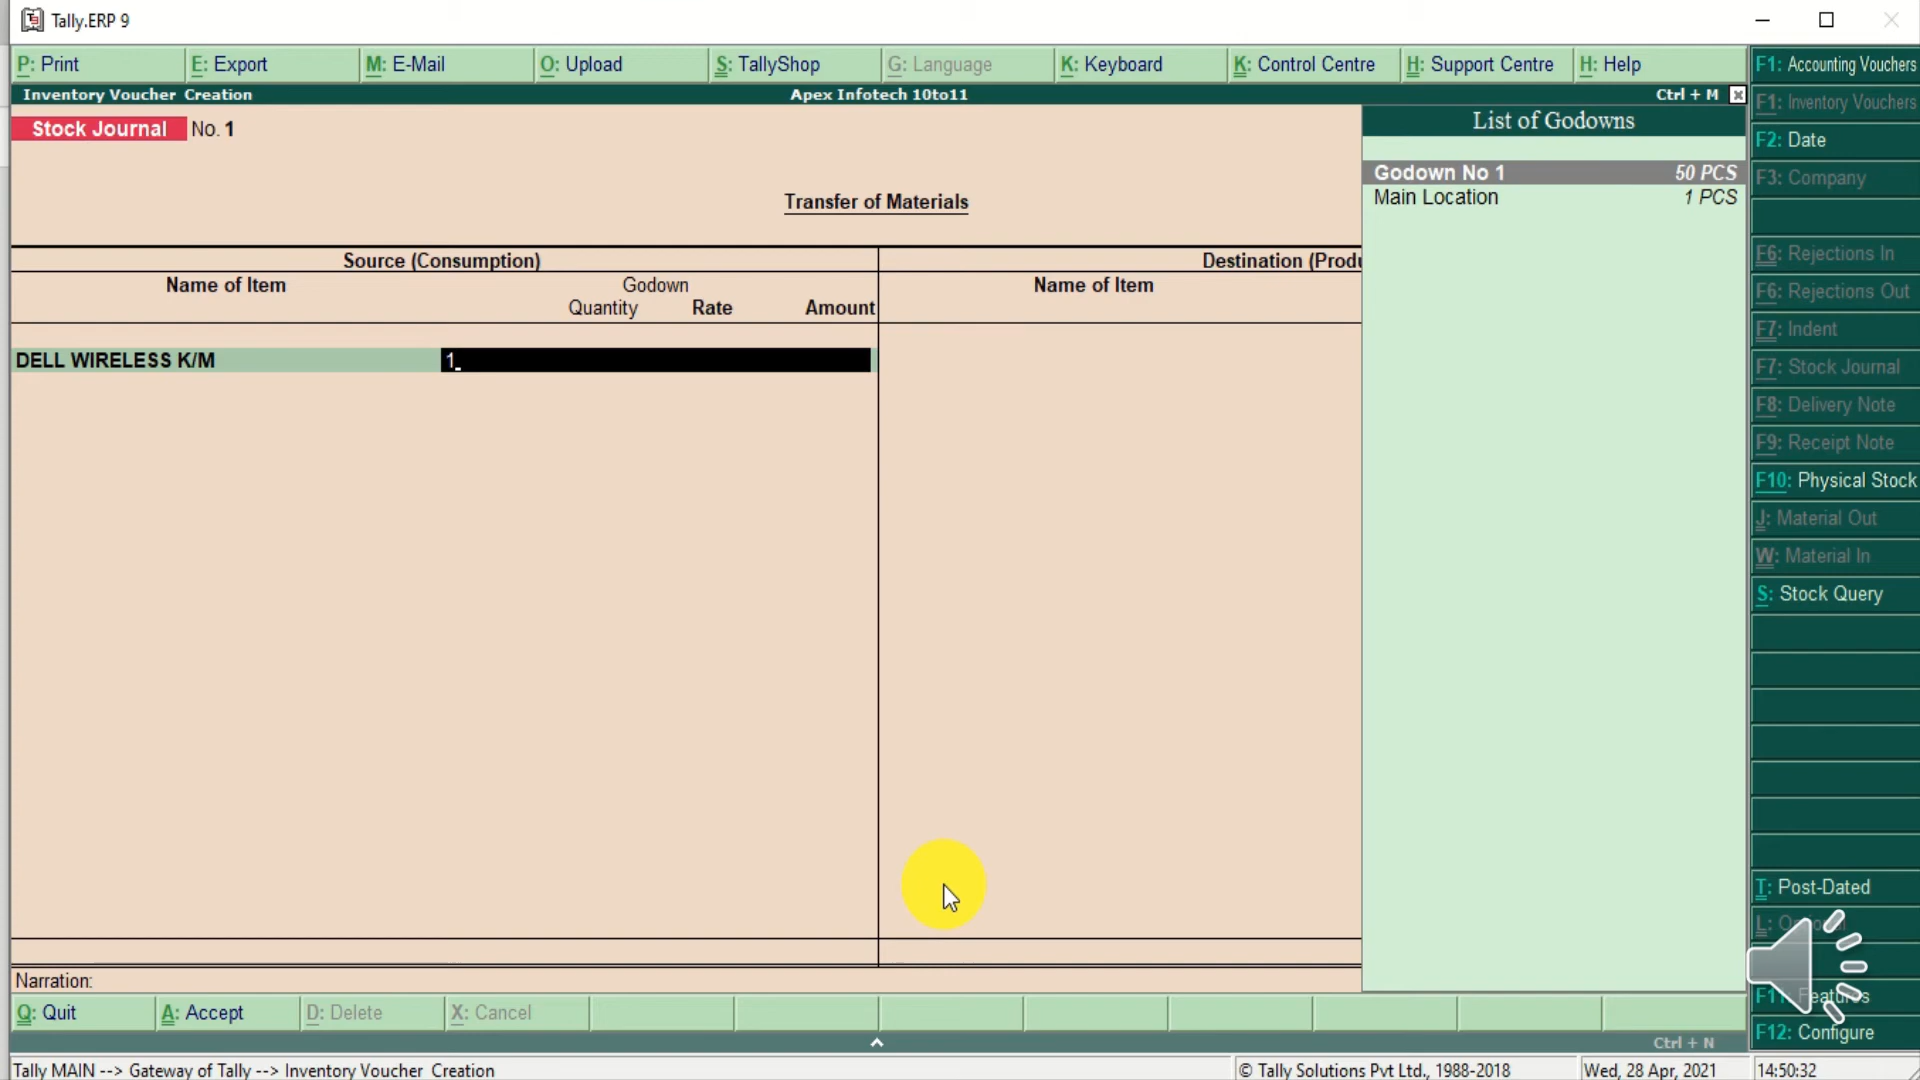 Tally.ERP 9
P: Print E: Export M: E-Mail O: Upload S: TallyShop G: Language K: Keyboard K: Control Centre H: Support Centre H: Help
Inventory Voucher Creation Apex Infotech 10to11 Ctrl + M
Stock Journal No. 1
Transfer of Materials
Source (Consumption) Destination (Produ
Name of Item Godown Name of Item
Quantity Rate Amount
DELL WIRELESS K/M 1
List of Godowns
Godown No 1 50 PCS
Main Location 1 PCS
F1: Accounting Vouchers
F1: Inventory Vouchers
F2: Date
F3: Company
F6: Rejections In
F6: Rejections Out
F7: Indent
F7: Stock Journal
F8: Delivery Note
F9: Receipt Note
F10: Physical Stock
J: Material Out
W: Material In
S: Stock Query
T: Post-Dated
L:
F11: Features
F12: Configure
Narration:
Q: Quit A: Accept D: Delete X: Cancel
Ctrl + N
Tally MAIN --> Gateway of Tally --> Inventory Voucher Creation © Tally Solutions Pvt Ltd., 1988-2018 Wed, 28 Apr, 2021 14:50:32